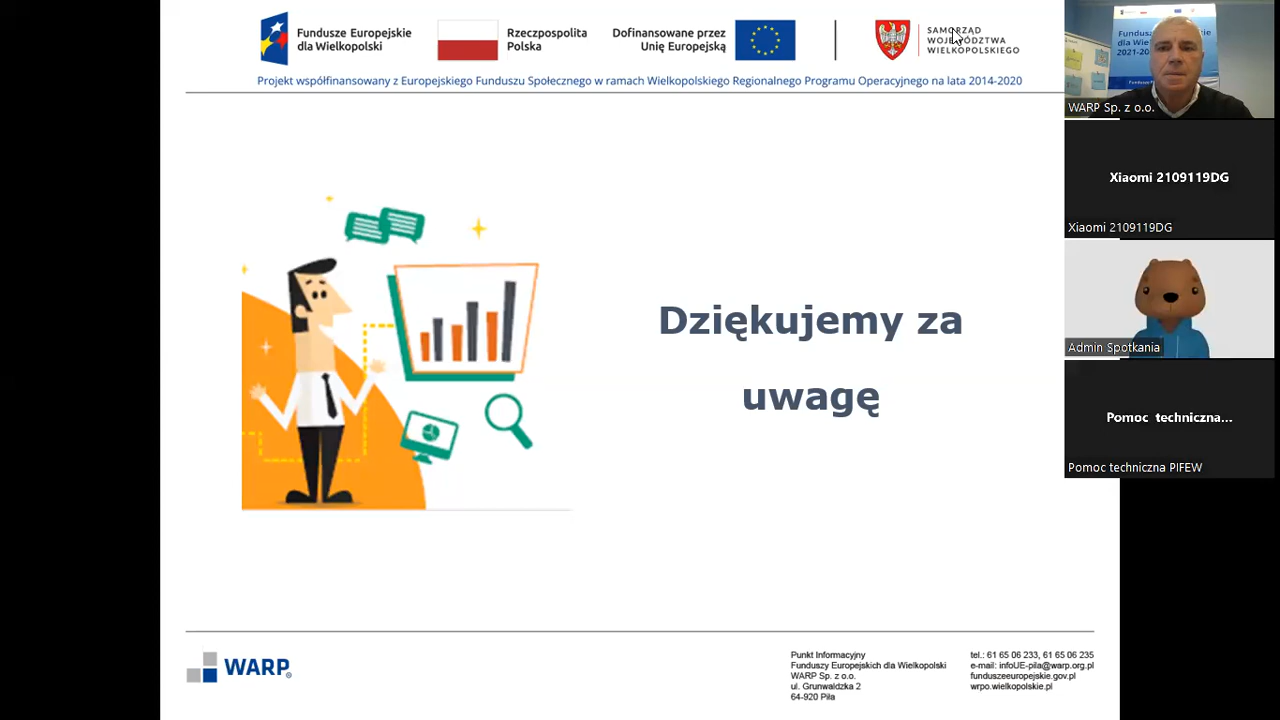 Fundusze Europejskie
dla Wielkopolski
Rzeczpospolita
Polska
Dofinansowane przez
Unię Europejską
SAMORZĄD
WOJEWÓDZTWA
WIELKOPOLSKIEGO
Projekt współfinansowany z Europejskiego Funduszu Społecznego w ramach Wielkopolskiego Regionalnego Programu Operacyjnego na lata 2014-2020
WARP Sp. z o.o.
Xiaomi 2109119DG
Xiaomi 2109119DG
Admin Spotkania
Pomoc techniczna...
Pomoc techniczna PIFEW
Dziękujemy za
uwagę
WARP
Punkt Informacyjny
Funduszy Europejskich dla Wielkopolski
WARP Sp. z o.o.
ul. Grunwaldzka 2
64-920 Piła
tel.: 61 65 06 233, 61 65 06 235
e-mail: infoUE-pila@warp.org.pl
funduszeeuropejskie.gov.pl
wrpo.wielkopolskie.pl